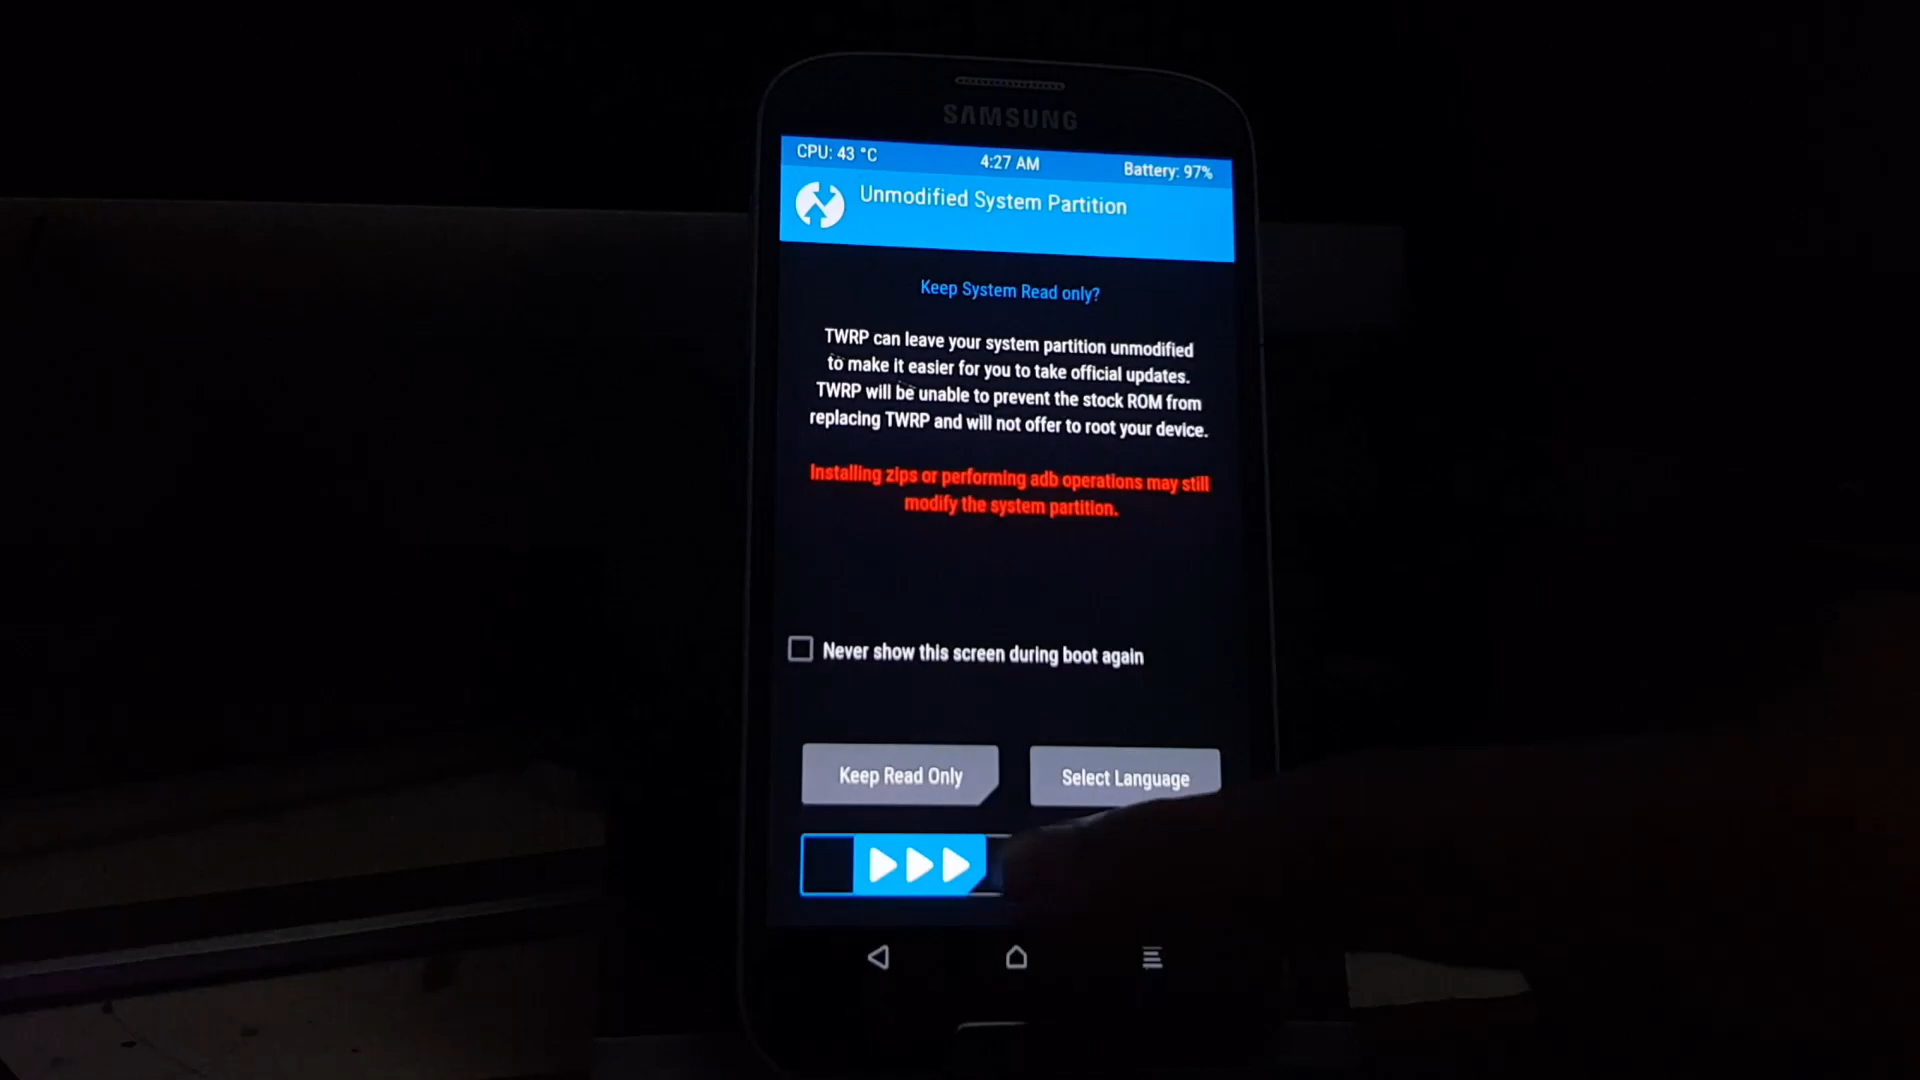 SAMSUNG
CPU: 43 °C 4:27 AM Battery: 97%
Unmodified System Partition
Keep System Read only?
TWRP can leave your system partition unmodified
to make it easier for you to take official updates.
TWRP will be unable to prevent the stock ROM from
replacing TWRP and will not offer to root your device.
Installing zips or performing adb operations may still
modify the system partition.
Never show this screen during boot again
Keep Read Only Select Language